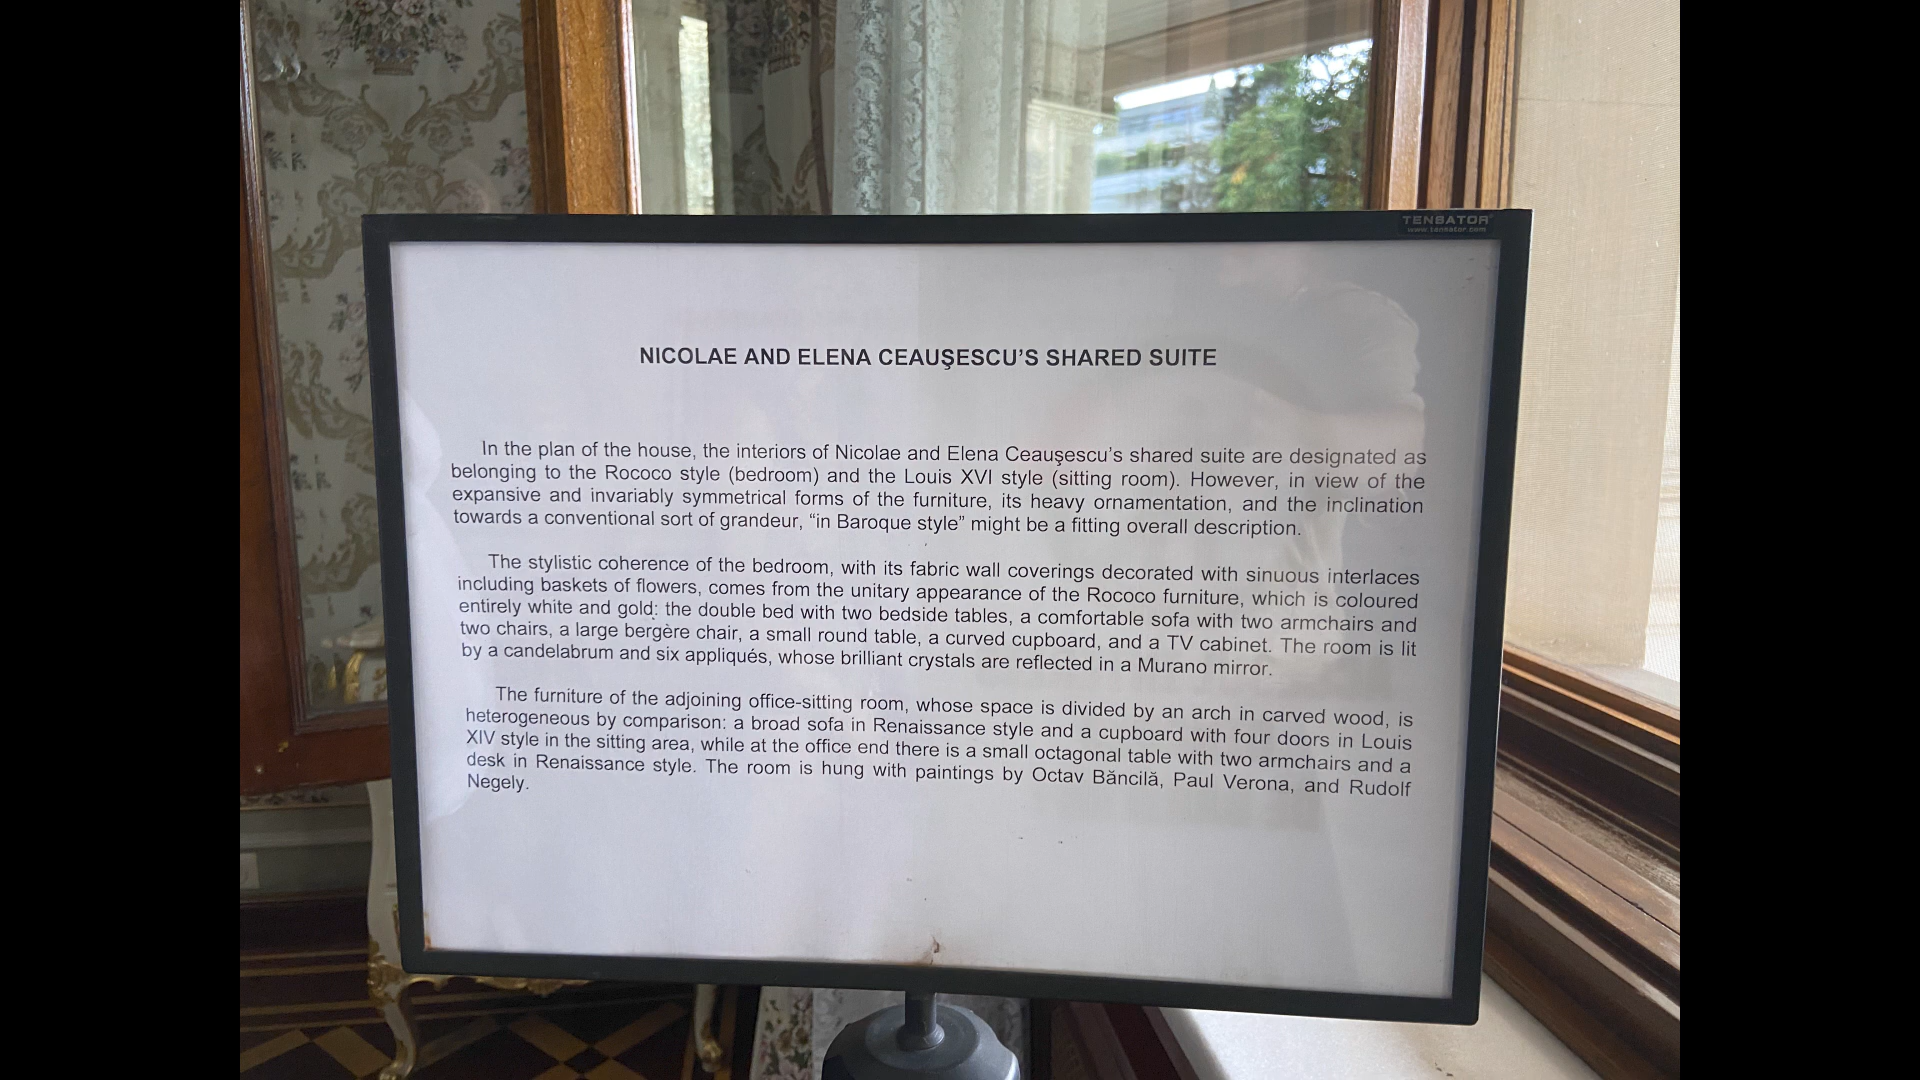 TENSATOR
www.tensator.com
NICOLAE AND ELENA CEAUŞESCU'S SHARED SUITE
In the plan of the house, the interiors of Nicolae and Elena Ceauşescu's shared suite are designated as
belonging to the Rococo style (bedroom) and the Louis XVI style (sitting room). However, in view of the
expansive and invariably symmetrical forms of the furniture, its heavy ornamentation, and the inclination
towards a conventional sort of grandeur, “in Baroque style” might be a fitting overall description.
The stylistic coherence of the bedroom, with its fabric wall coverings decorated with sinuous interlaces
including baskets of flowers, comes from the unitary appearance of the Rococo furniture, which is coloured
entirely white and gold: the double bed with two bedside tables, a comfortable sofa with two armchairs and
two chairs, a large bergère chair, a small round table, a curved cupboard, and a TV cabinet. The room is lit
by a candelabrum and six appliqués, whose brilliant crystals are reflected in a Murano mirror.
The furniture of the adjoining office-sitting room, whose space is divided by an arch in carved wood, is
heterogeneous by comparison: a broad sofa in Renaissance style and a cupboard with four doors in Louis
XIV style in the sitting area, while at the office end there is a small octagonal table with two armchairs and a
desk in Renaissance style. The room is hung with paintings by Octav Băncilă, Paul Verona, and Rudolf
Negely.